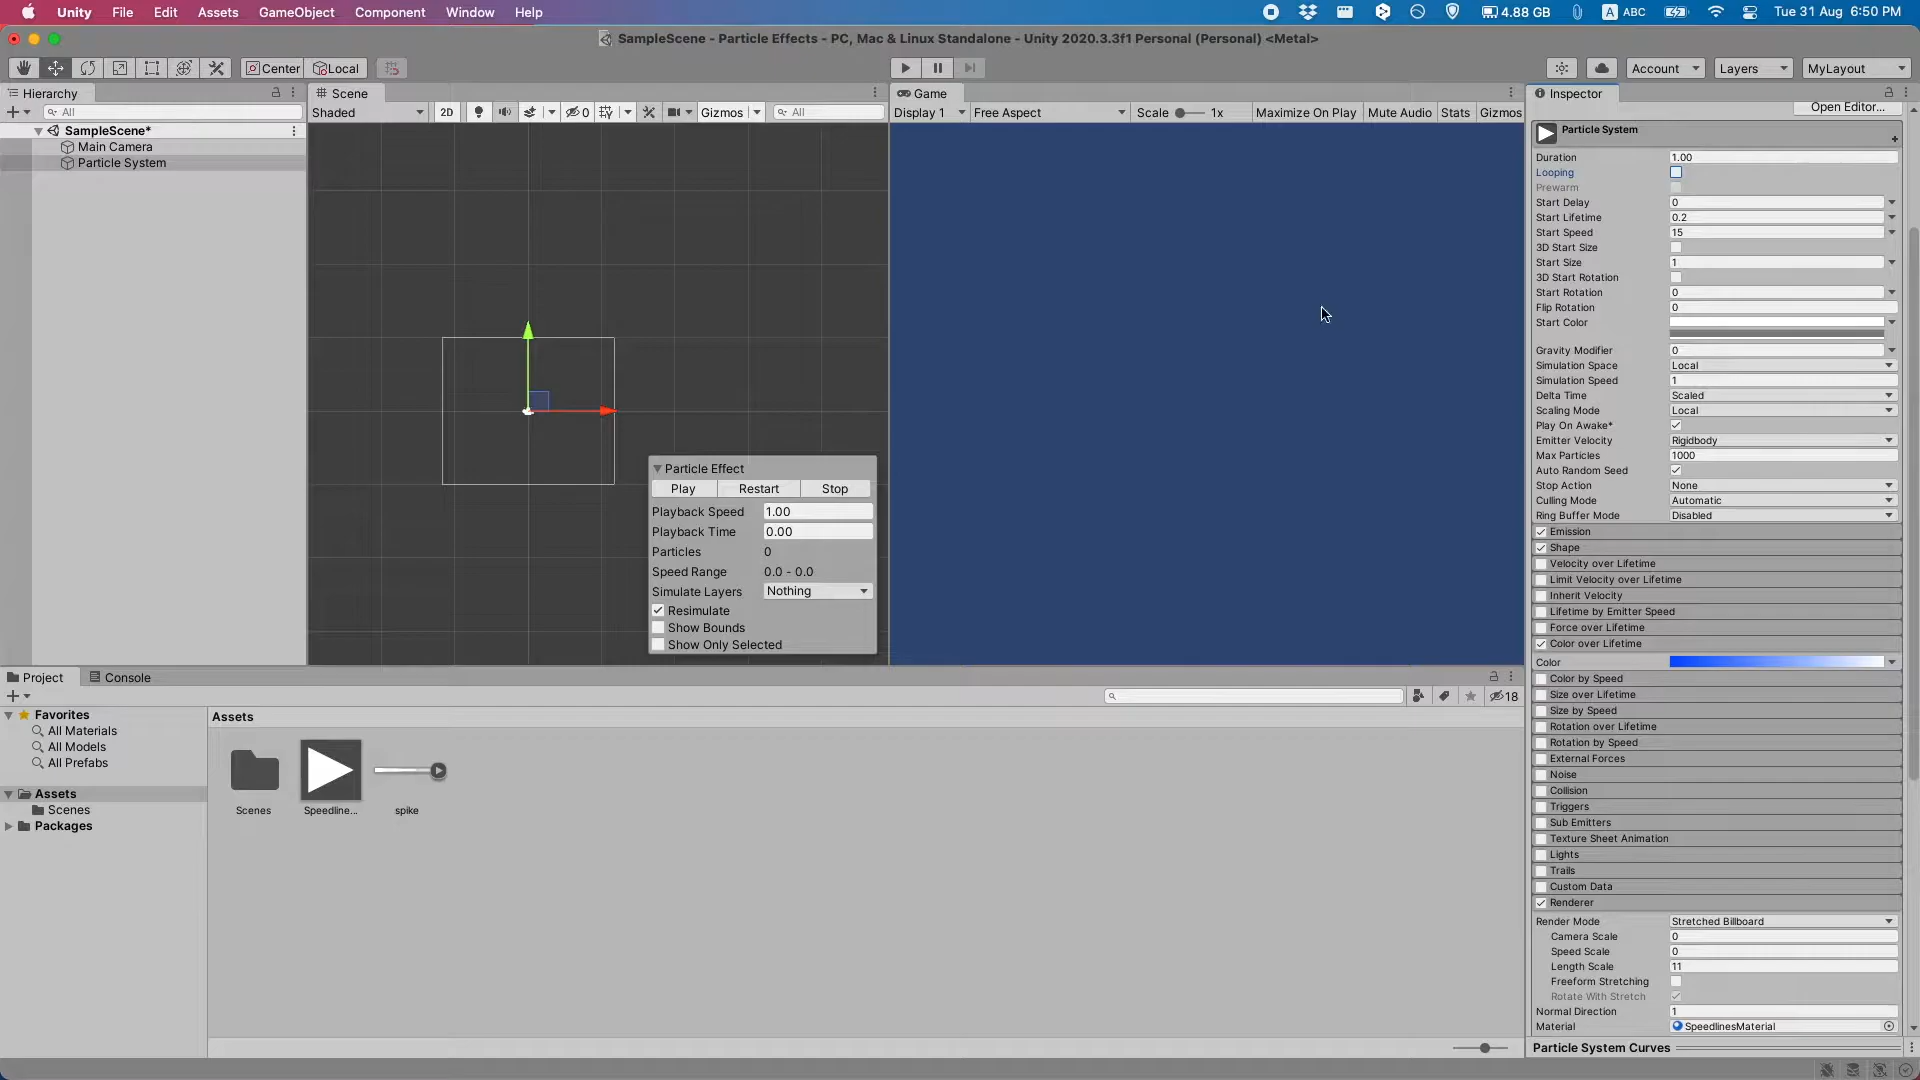 Unity File Edit Assets GameObject Component Window Help 4.88 GB A ABC Tue 31 Aug 6:50 PM
SampleScene - Particle Effects - PC, Mac & Linux Standalone - Unity 2020.3.3f1 Personal (Personal) <Metal>
Center Local Account Layers MyLayout
Hierarchy
All
SampleScene*
Main Camera
Particle System
Scene
Shaded 2D 0 Gizmos All
Particle Effect
Play Restart Stop
Playback Speed 1.00
Playback Time 0.00
Particles 0
Speed Range 0.0 - 0.0
Simulate Layers Nothing
Resimulate
Show Bounds
Show Only Selected
Game
Display 1 Free Aspect Scale 1x Maximize On Play Mute Audio Stats Gizmos
Project Console
18
Favorites
All Materials
All Models
All Prefabs
Assets
Scenes
Packages
Assets
Scenes Speedline... spike
Inspector
Open Editor...
Particle System
Duration 1.00
Looping
Prewarm
Start Delay 0
Start Lifetime 0.2
Start Speed 15
3D Start Size
Start Size 1
3D Start Rotation
Start Rotation 0
Flip Rotation 0
Start Color
Gravity Modifier 0
Simulation Space Local
Simulation Speed 1
Delta Time Scaled
Scaling Mode Local
Play On Awake*
Emitter Velocity Rigidbody
Max Particles 1000
Auto Random Seed
Stop Action None
Culling Mode Automatic
Ring Buffer Mode Disabled
Emission
Shape
Velocity over Lifetime
Limit Velocity over Lifetime
Inherit Velocity
Lifetime by Emitter Speed
Force over Lifetime
Color over Lifetime
Color
Color by Speed
Size over Lifetime
Size by Speed
Rotation over Lifetime
Rotation by Speed
External Forces
Noise
Collision
Triggers
Sub Emitters
Texture Sheet Animation
Lights
Trails
Custom Data
Renderer
Render Mode Stretched Billboard
Camera Scale 0
Speed Scale 0
Length Scale 11
Freeform Stretching
Rotate With Stretch
Normal Direction 1
Material SpeedlinesMaterial
Particle System Curves